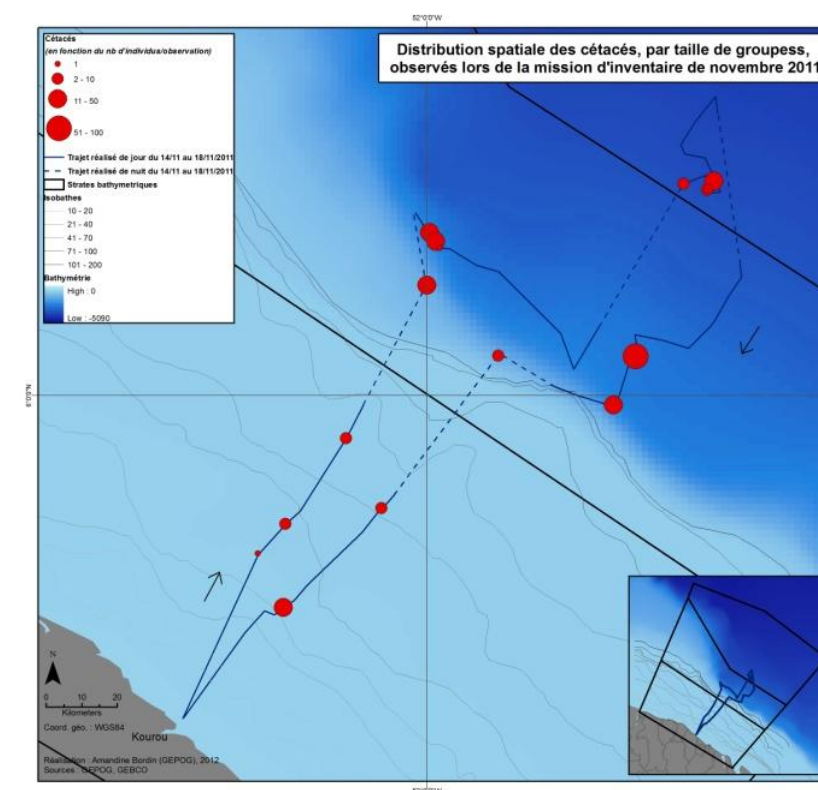 52°0'0"W
Distribution spatiale des cétacés, par taille de groupess,
observés lors de la mission d'inventaire de novembre 2011
Cétacés
(en fonction du nb d'individus/observation)
1
2 - 10
11 - 50
51 - 100
Trajet réalisé de jour du 14/11 au 18/11/2011
Trajet réalisé de nuit du 14/11 au 18/11/2011
Strates bathymetriques
Isobathes
10 - 20
21 - 40
41 - 70
71 - 100
101 - 200
Bathymétrie
High : 0
Low : -5090
6°0'0"N
N
0 10 20
Kilometers
Coord. géo. : WGS84
Kourou
Réalisation : Amandine Bordin (GEPOG), 2012
Sources : GEPOG, GEBCO